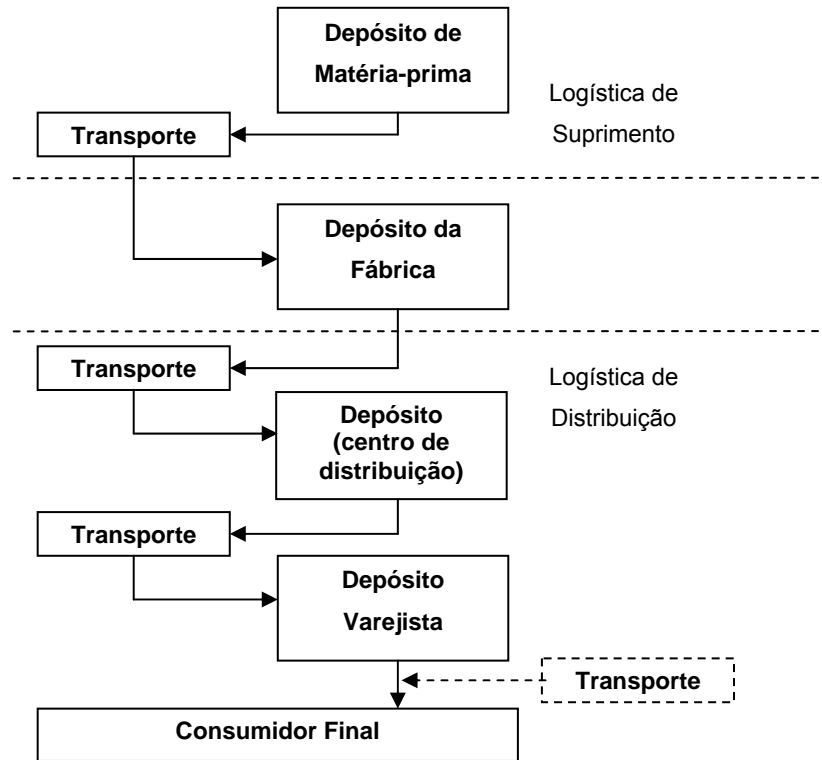 Depósito de
Matéria-prima
Logística de
Suprimento
Transporte
Depósito da
Fábrica
Transporte
Logística de
Distribuição
Depósito
(centro de
distribuição)
Transporte
Depósito
Varejista
Transporte
Consumidor Final